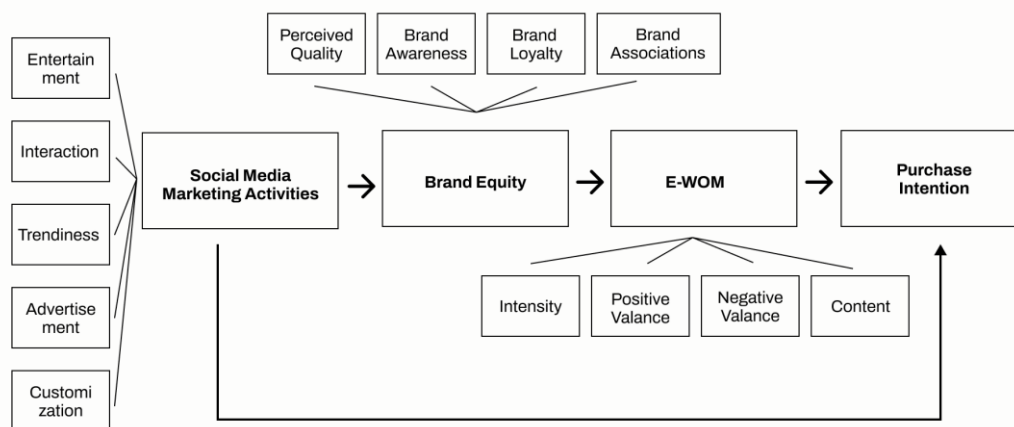 Perceived
Quality
Brand
Awareness
Brand
Loyalty
Brand
Associations
Entertain
ment
Interaction
Trendiness
Advertise
ment
Customi
zation
Social Media
Marketing Activities
Brand Equity
E-WOM
Purchase
Intention
Intensity
Positive
Valance
Negative
Valance
Content